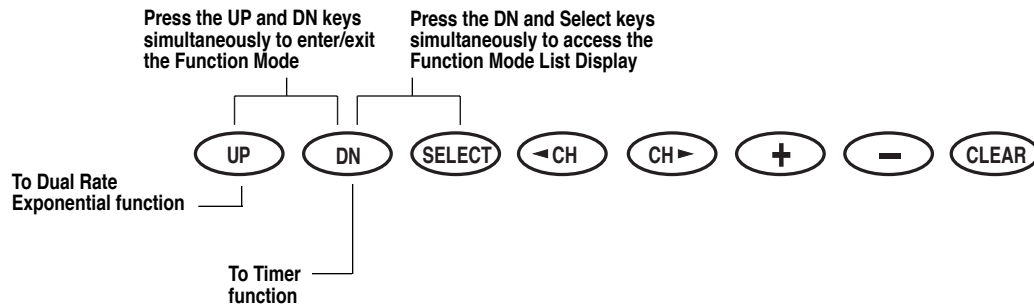 Press the UP and DN keys
simultaneously to enter/exit
the Function Mode
Press the DN and Select keys
simultaneously to access the
Function Mode List Display
UP
DN
SELECT
◄CH
CH►
+
–
CLEAR
To Dual Rate
Exponential function
To Timer
function